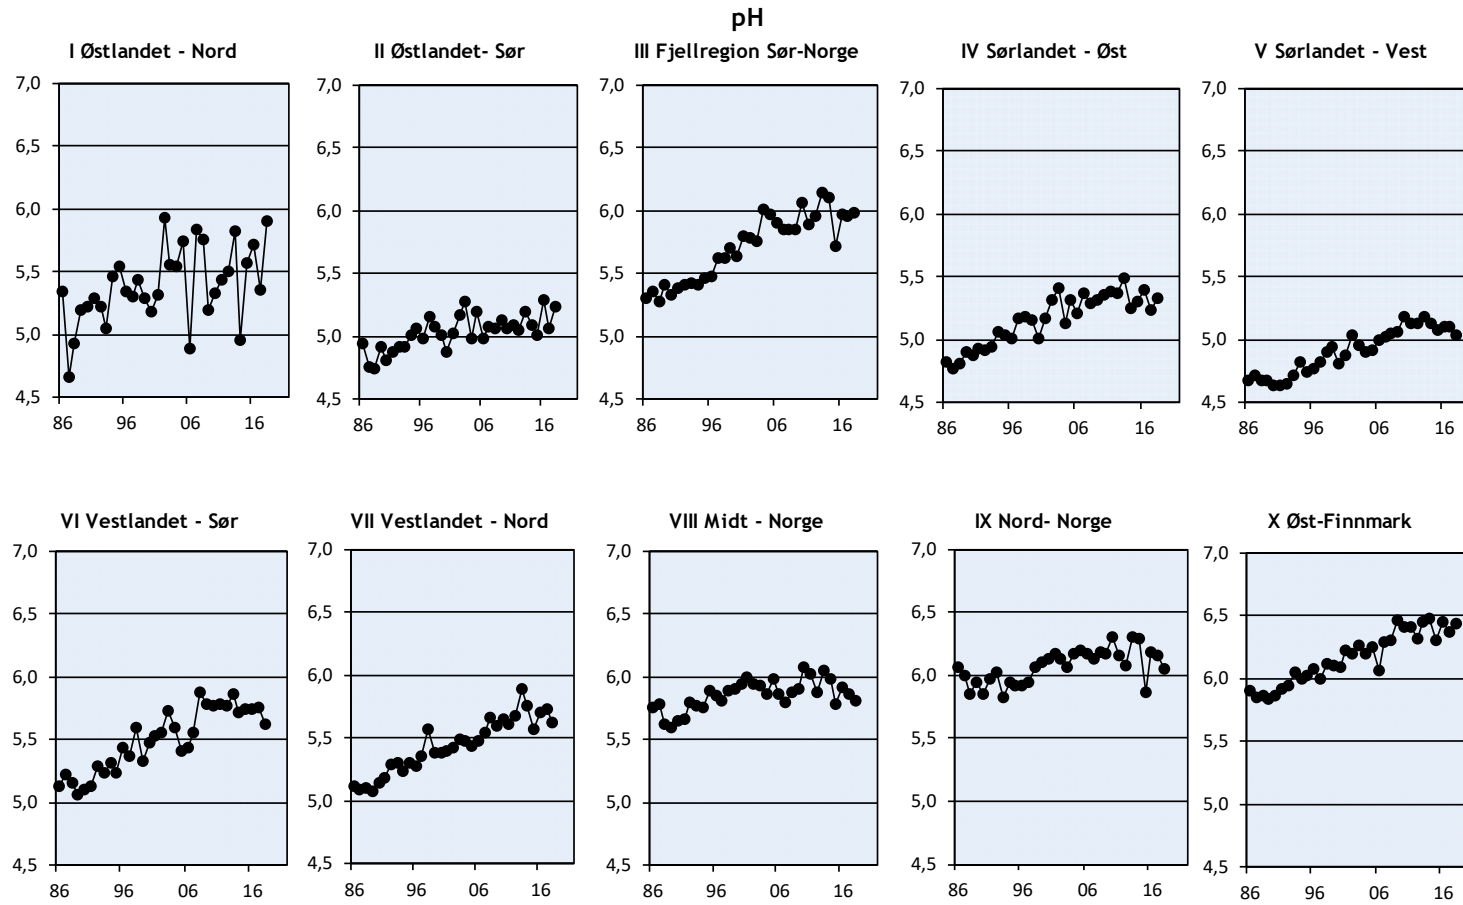 pH
I Østlandet - Nord
7,0
6,5
6,0
5,5
5,0
4,5
86 96 06 16
II Østlandet- Sør
7,0
6,5
6,0
5,5
5,0
4,5
86 96 06 16
III Fjellregion Sør-Norge
7,0
6,5
6,0
5,5
5,0
4,5
86 96 06 16
IV Sørlandet - Øst
7,0
6,5
6,0
5,5
5,0
4,5
86 96 06 16
V Sørlandet - Vest
7,0
6,5
6,0
5,5
5,0
4,5
86 96 06 16
VI Vestlandet - Sør
7,0
6,5
6,0
5,5
5,0
4,5
86 96 06 16
VII Vestlandet - Nord
7,0
6,5
6,0
5,5
5,0
4,5
86 96 06 16
VIII Midt - Norge
7,0
6,5
6,0
5,5
5,0
4,5
86 96 06 16
IX Nord- Norge
7,0
6,5
6,0
5,5
5,0
4,5
86 96 06 16
X Øst-Finnmark
7,0
6,5
6,0
5,5
5,0
4,5
86 96 06 16